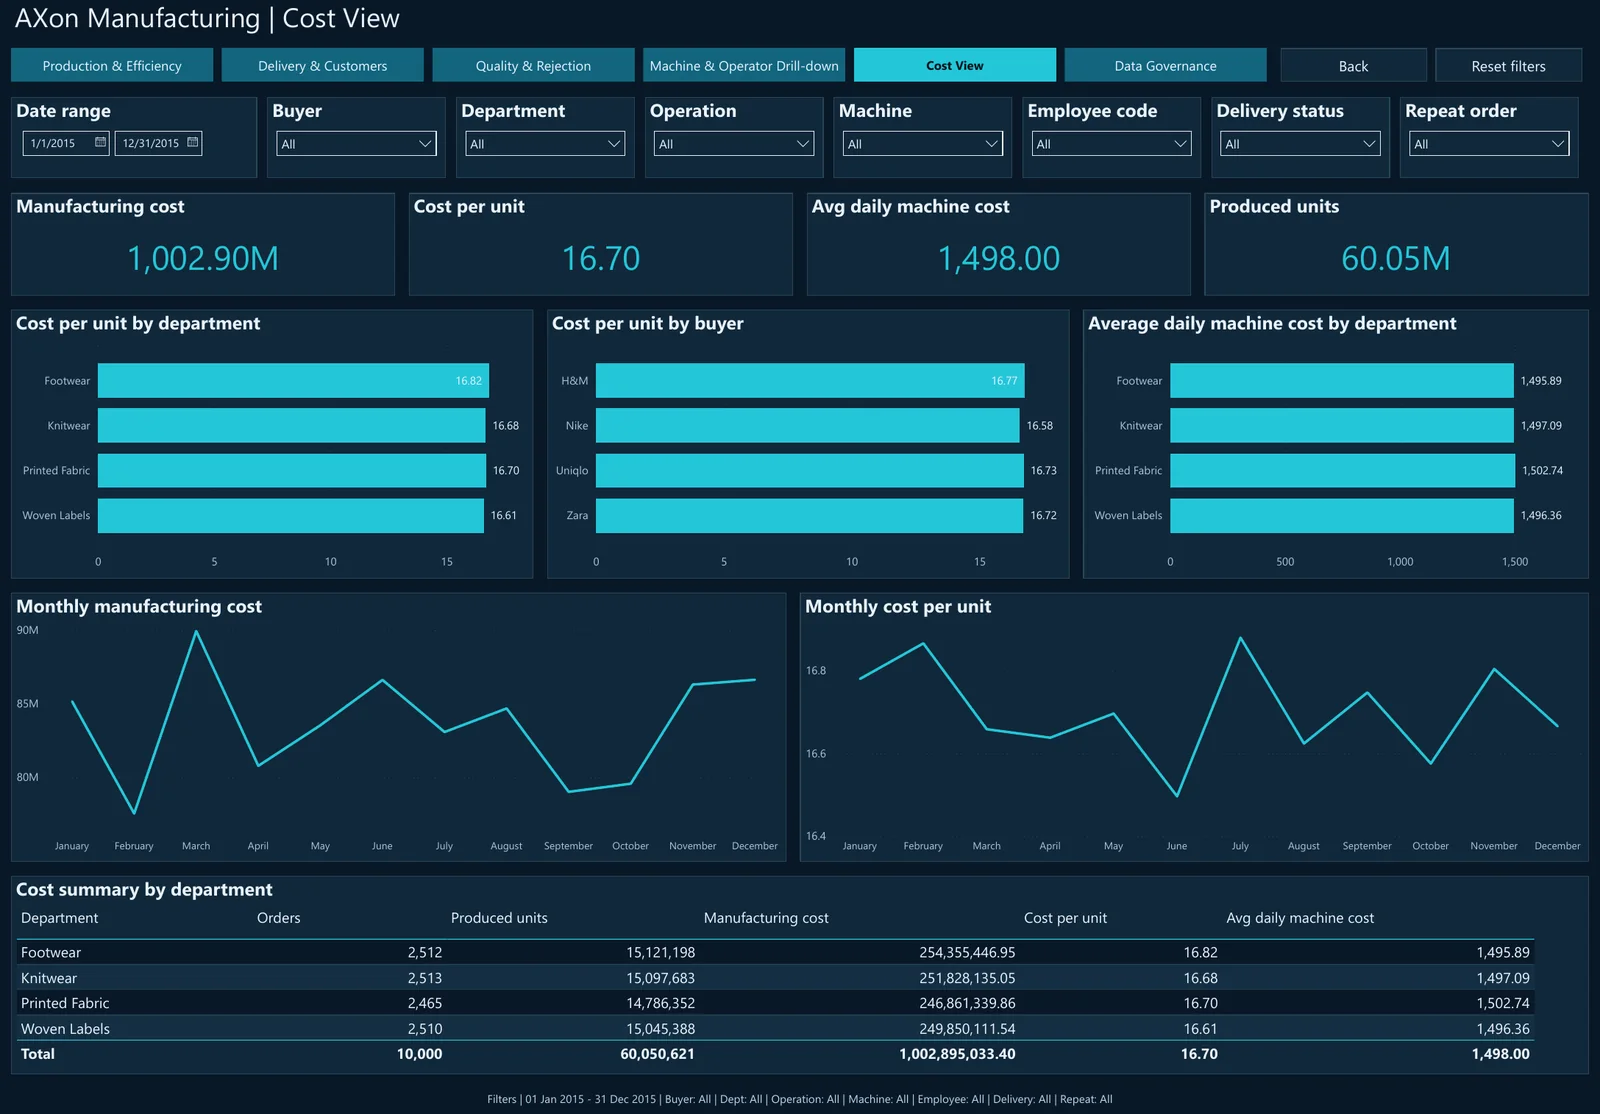 AXon Manufacturing | Cost View
Production & Efficiency
Delivery & Customers
Quality & Rejection
Machine & Operator Drill-down
Cost View
Data Governance
Back
Reset filters
Date range
1/1/2015
12/31/2015
Buyer
All
Department
All
Operation
All
Machine
All
Employee code
All
Delivery status
All
Repeat order
All
Manufacturing cost
1,002.90M
Cost per unit
16.70
Avg daily machine cost
1,498.00
Produced units
60.05M
Cost per unit by department
Footwear 16.82
Knitwear 16.68
Printed Fabric 16.70
Woven Labels 16.61
0 5 10 15
Cost per unit by buyer
H&M 16.77
Nike 16.58
Uniqlo 16.73
Zara 16.72
0 5 10 15
Average daily machine cost by department
Footwear 1,495.89
Knitwear 1,497.09
Printed Fabric 1,502.74
Woven Labels 1,496.36
0 500 1,000 1,500
Monthly manufacturing cost
90M
85M
80M
January February March April May June July August September October November December
Monthly cost per unit
16.8
16.6
16.4
January February March April May June July August September October November December
Cost summary by department
Department Orders Produced units Manufacturing cost Cost per unit Avg daily machine cost
Footwear 2,512 15,121,198 254,355,446.95 16.82 1,495.89
Knitwear 2,513 15,097,683 251,828,135.05 16.68 1,497.09
Printed Fabric 2,465 14,786,352 246,861,339.86 16.70 1,502.74
Woven Labels 2,510 15,045,388 249,850,111.54 16.61 1,496.36
Total 10,000 60,050,621 1,002,895,033.40 16.70 1,498.00
Filters | 01 Jan 2015 - 31 Dec 2015 | Buyer: All | Dept: All | Operation: All | Machine: All | Employee: All | Delivery: All | Repeat: All